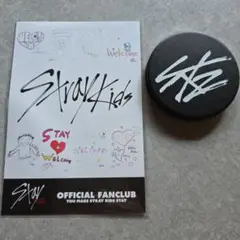 Welcome
Stray Kids
STAY
Welcome
Stay
OFFICIAL FANCLUB
YOU MAKE STRAY KIDS STAY
SKZ